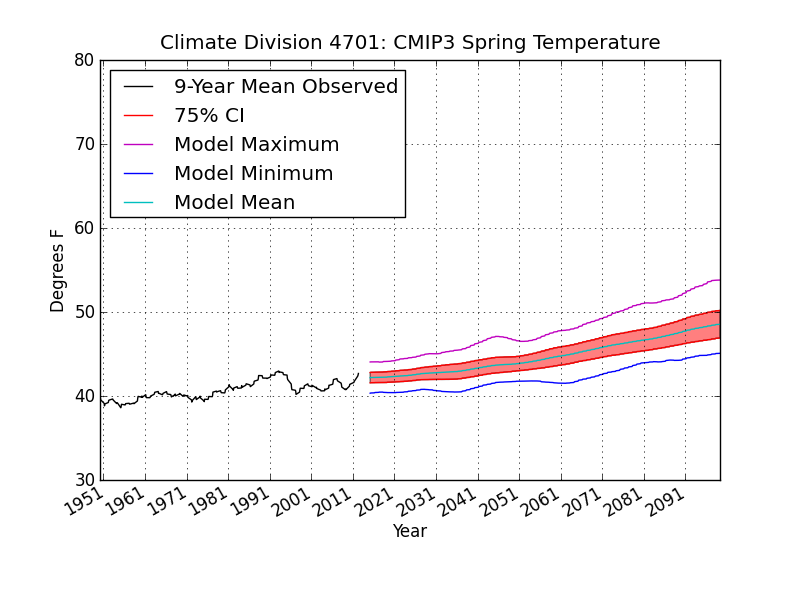 Climate Division 4701: CMIP3 Spring Temperature
80
70
60
50
40
30
Degrees F
9-Year Mean Observed
75% CI
Model Maximum
Model Minimum
Model Mean
1951 1961 1971 1981 1991 2001 2011 2021 2031 2041 2051 2061 2071 2081 2091
Year